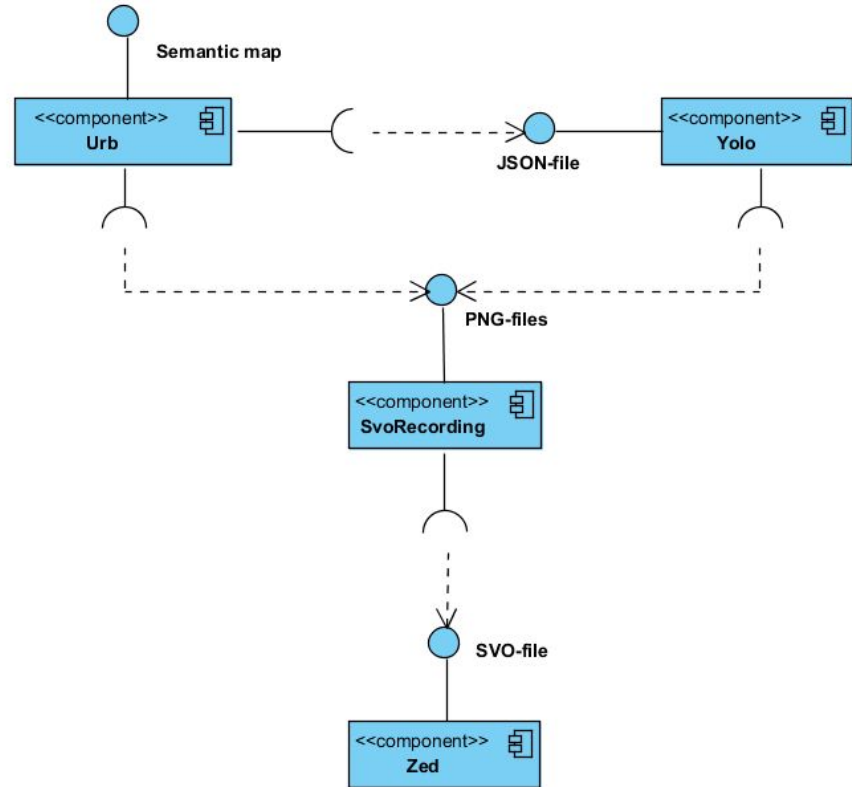 Semantic map
<<component>>
Urb
JSON-file
<<component>>
Yolo
PNG-files
<<component>>
SvoRecording
SVO-file
<<component>>
Zed